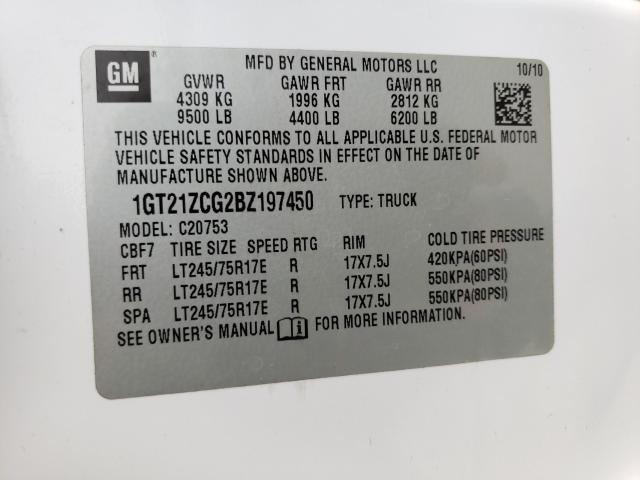 GM ® MFD BY GENERAL MOTORS LLC 10/10
GVWR GAWR FRT GAWR RR
4309 KG 1996 KG 2812 KG
9500 LB 4400 LB 6200 LB
THIS VEHICLE CONFORMS TO ALL APPLICABLE U.S. FEDERAL MOTOR
VEHICLE SAFETY STANDARDS IN EFFECT ON THE DATE OF
MANUFACTURE SHOWN ABOVE.
1GT21ZCG2BZ197450 TYPE: TRUCK
MODEL: C20753
CBF7 TIRE SIZE SPEED RTG RIM COLD TIRE PRESSURE
FRT LT245/75R17E R 17X7.5J 420KPA(60PSI)
RR LT245/75R17E R 17X7.5J 550KPA(80PSI)
SPA LT245/75R17E R 17X7.5J 550KPA(80PSI)
SEE OWNER'S MANUAL FOR MORE INFORMATION.